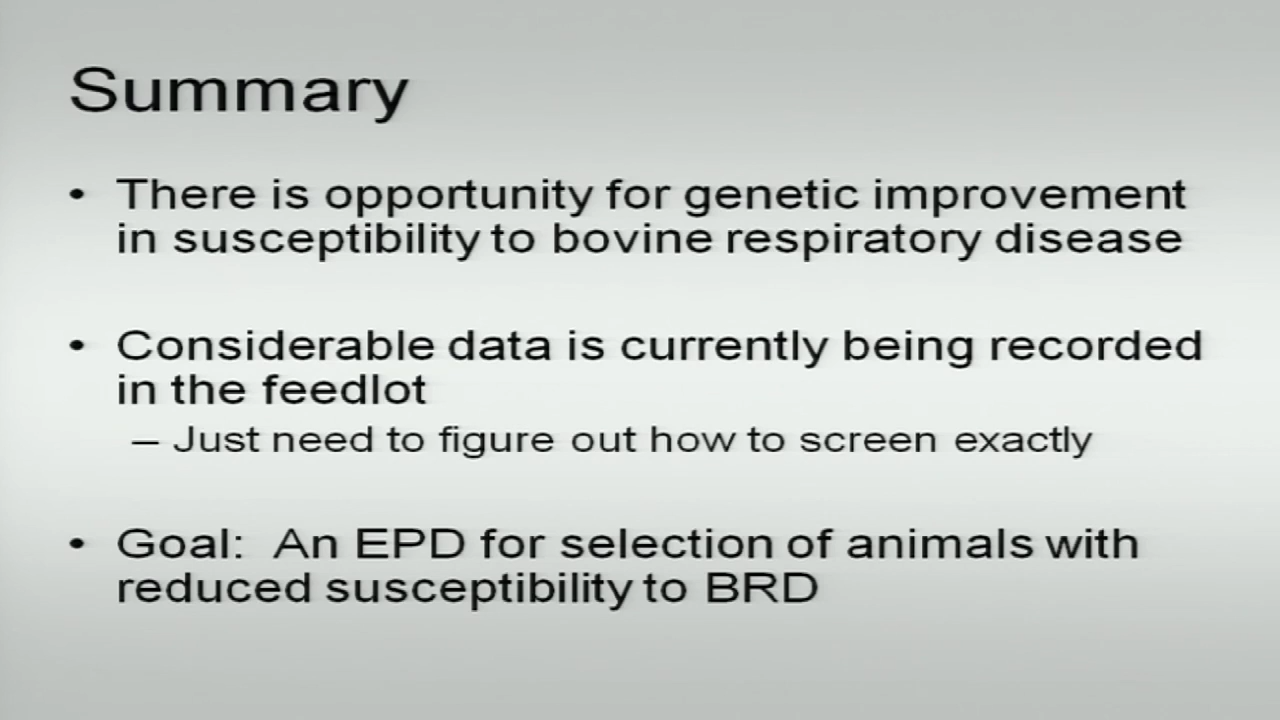 Summary
• There is opportunity for genetic improvement
in susceptibility to bovine respiratory disease
• Considerable data is currently being recorded
in the feedlot
– Just need to figure out how to screen exactly
• Goal:  An EPD for selection of animals with
reduced susceptibility to BRD